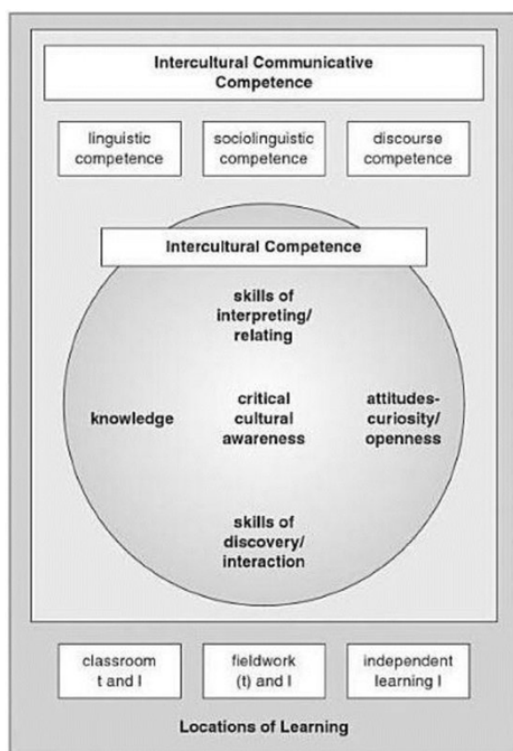 Intercultural Communicative
Competence
linguistic
competence
sociolinguistic
competence
discourse
competence
Intercultural Competence
skills of
interpreting/
relating
knowledge
critical
cultural
awareness
attitudes-
curiosity/
openness
skills of
discovery/
interaction
classroom
t and l
fieldwork
(t) and l
independent
learning l
Locations of Learning